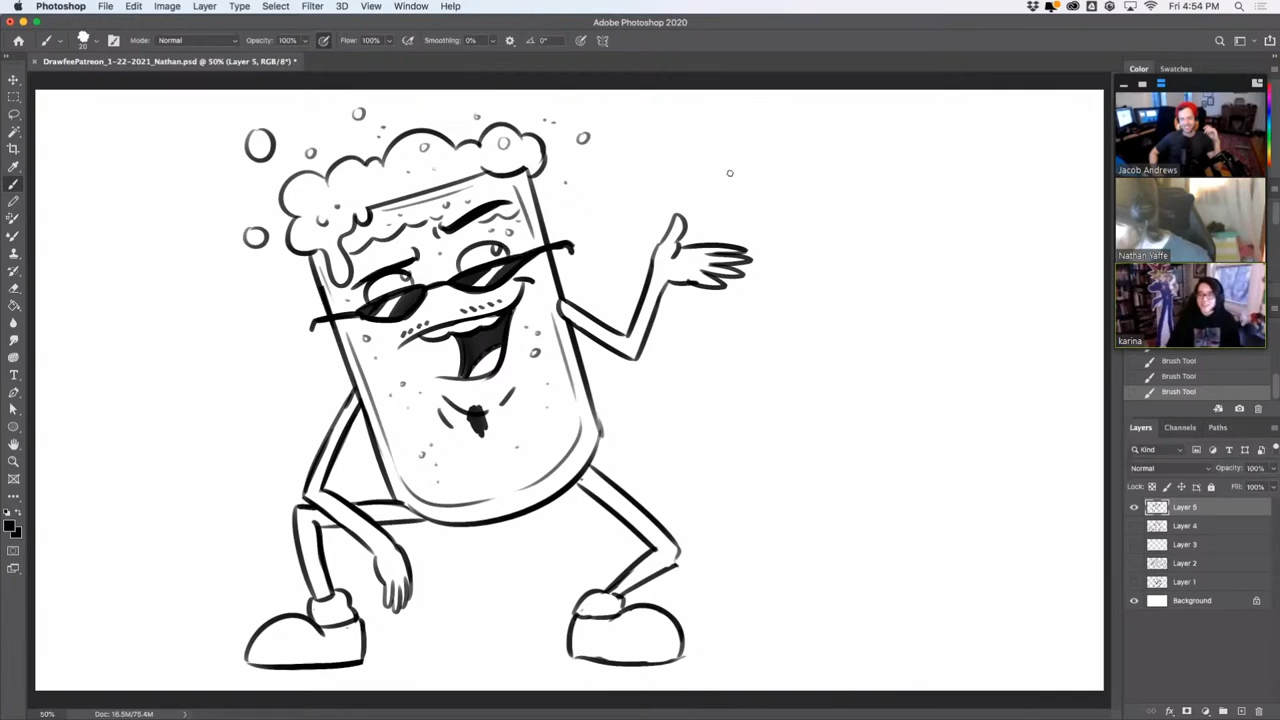 Photoshop File Edit Image Layer Type Select Filter 3D View Window Help Fri 4:54 PM
Adobe Photoshop 2020
20 Mode: Normal Opacity: 100% Flow: 100% Smoothing: 0% 0°
DrawfeePatreon_1-22-2021_Nathan.psd @ 50% (Layer 5, RGB/8*) *
Color Swatches
Jacob Andrews
Nathan Yaffe
karina
Brush Tool
Brush Tool
Brush Tool
Layers Channels Paths
Kind
Normal Opacity: 100%
Lock: Fill: 100%
Layer 5
Layer 4
Layer 3
Layer 2
Layer 1
Background
50% Doc: 16.5M/75.4M